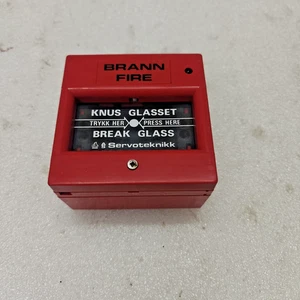 BRANN
FIRE
KNUS GLASSET
TRYKK HER PRESS HERE
BREAK GLASS
Servoteknikk